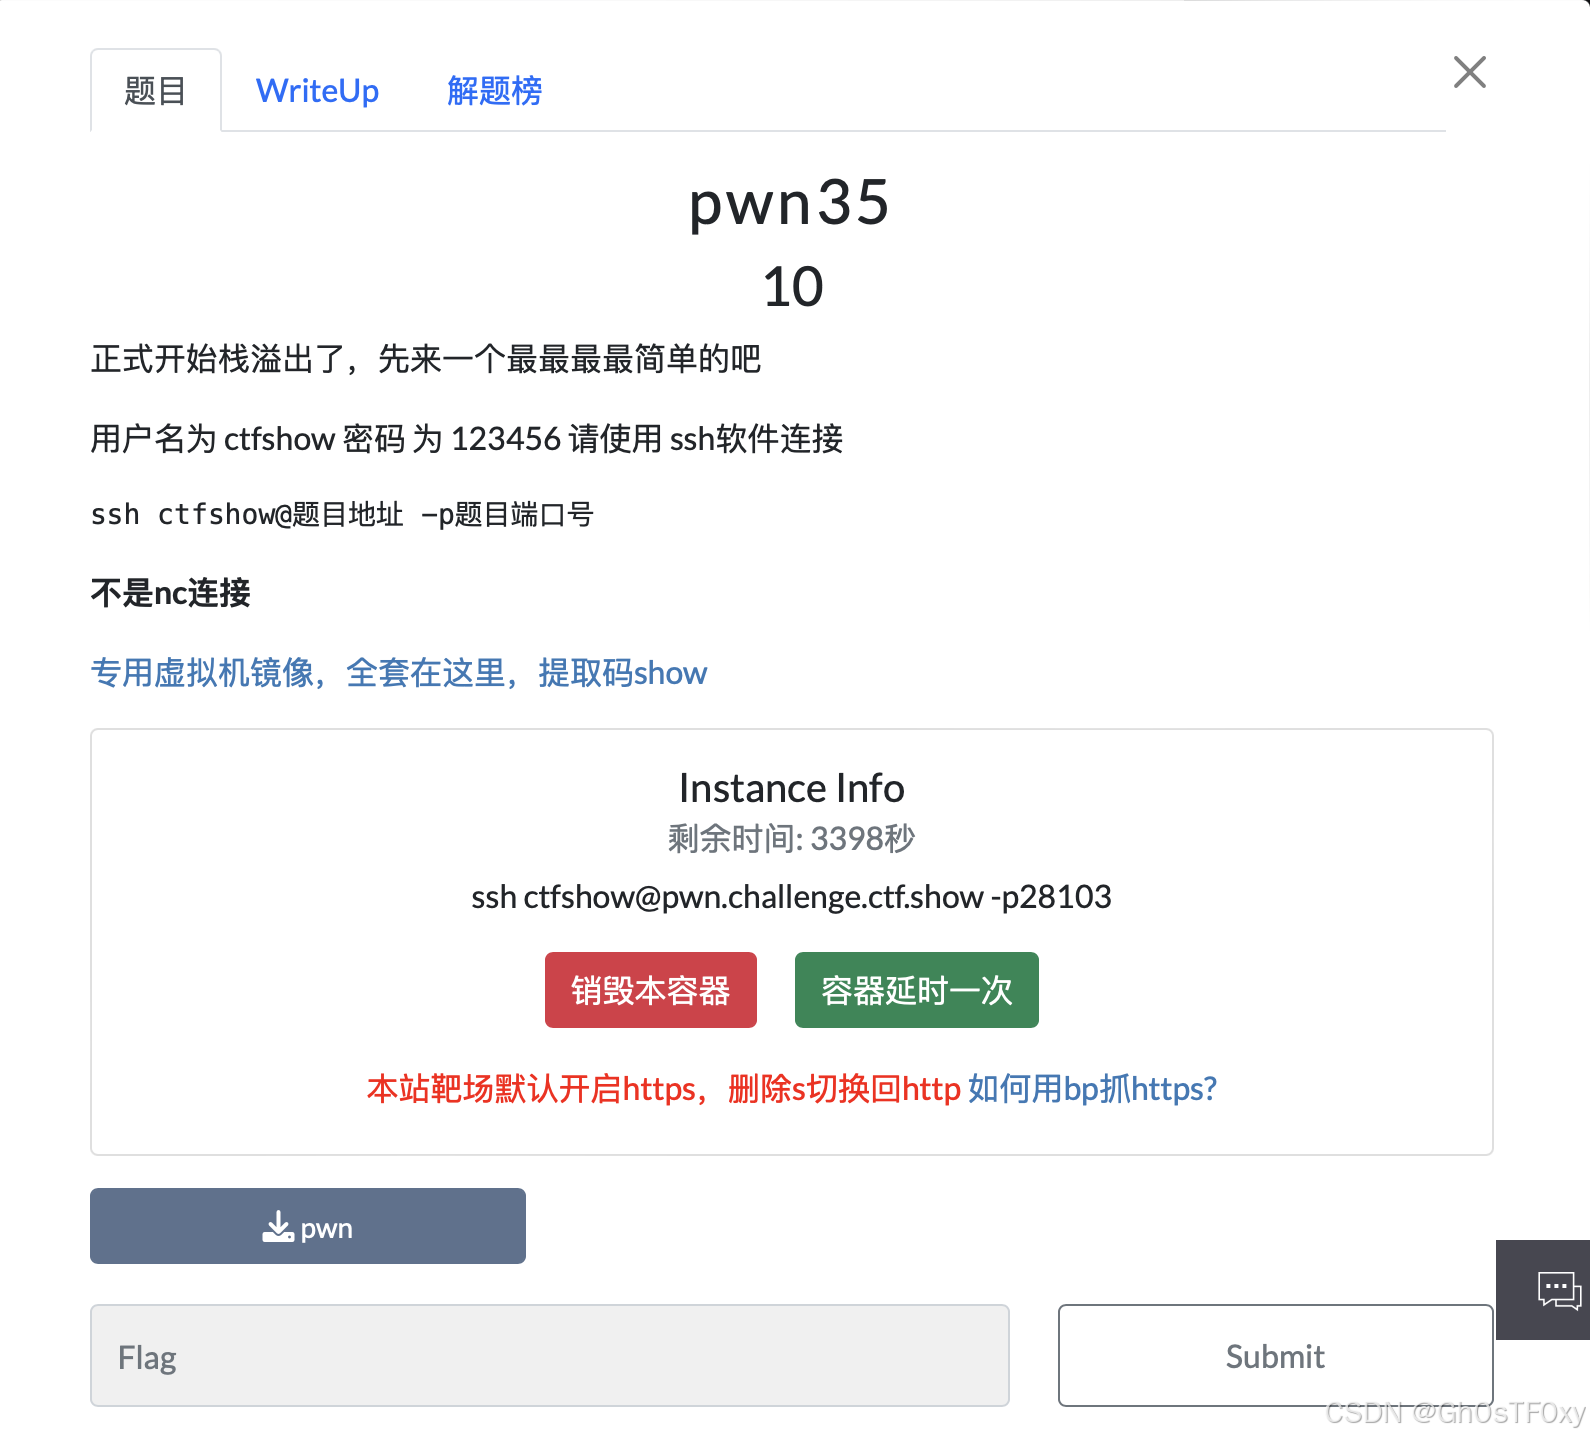 题目 WriteUp 解题榜
pwn35
10
正式开始栈溢出了，先来一个最最最最简单的吧
用户名为 ctfshow 密码 为 123456 请使用 ssh软件连接
ssh ctfshow@题目地址 -p题目端口号
不是nc连接
专用虚拟机镜像，全套在这里，提取码show
Instance Info
剩余时间: 3398秒
ssh ctfshow@pwn.challenge.ctf.show -p28103
销毁本容器 容器延时一次
本站靶场默认开启https，删除s切换回http 如何用bp抓https?
pwn
Flag Submit
CSDN @Gh0sTF0xy